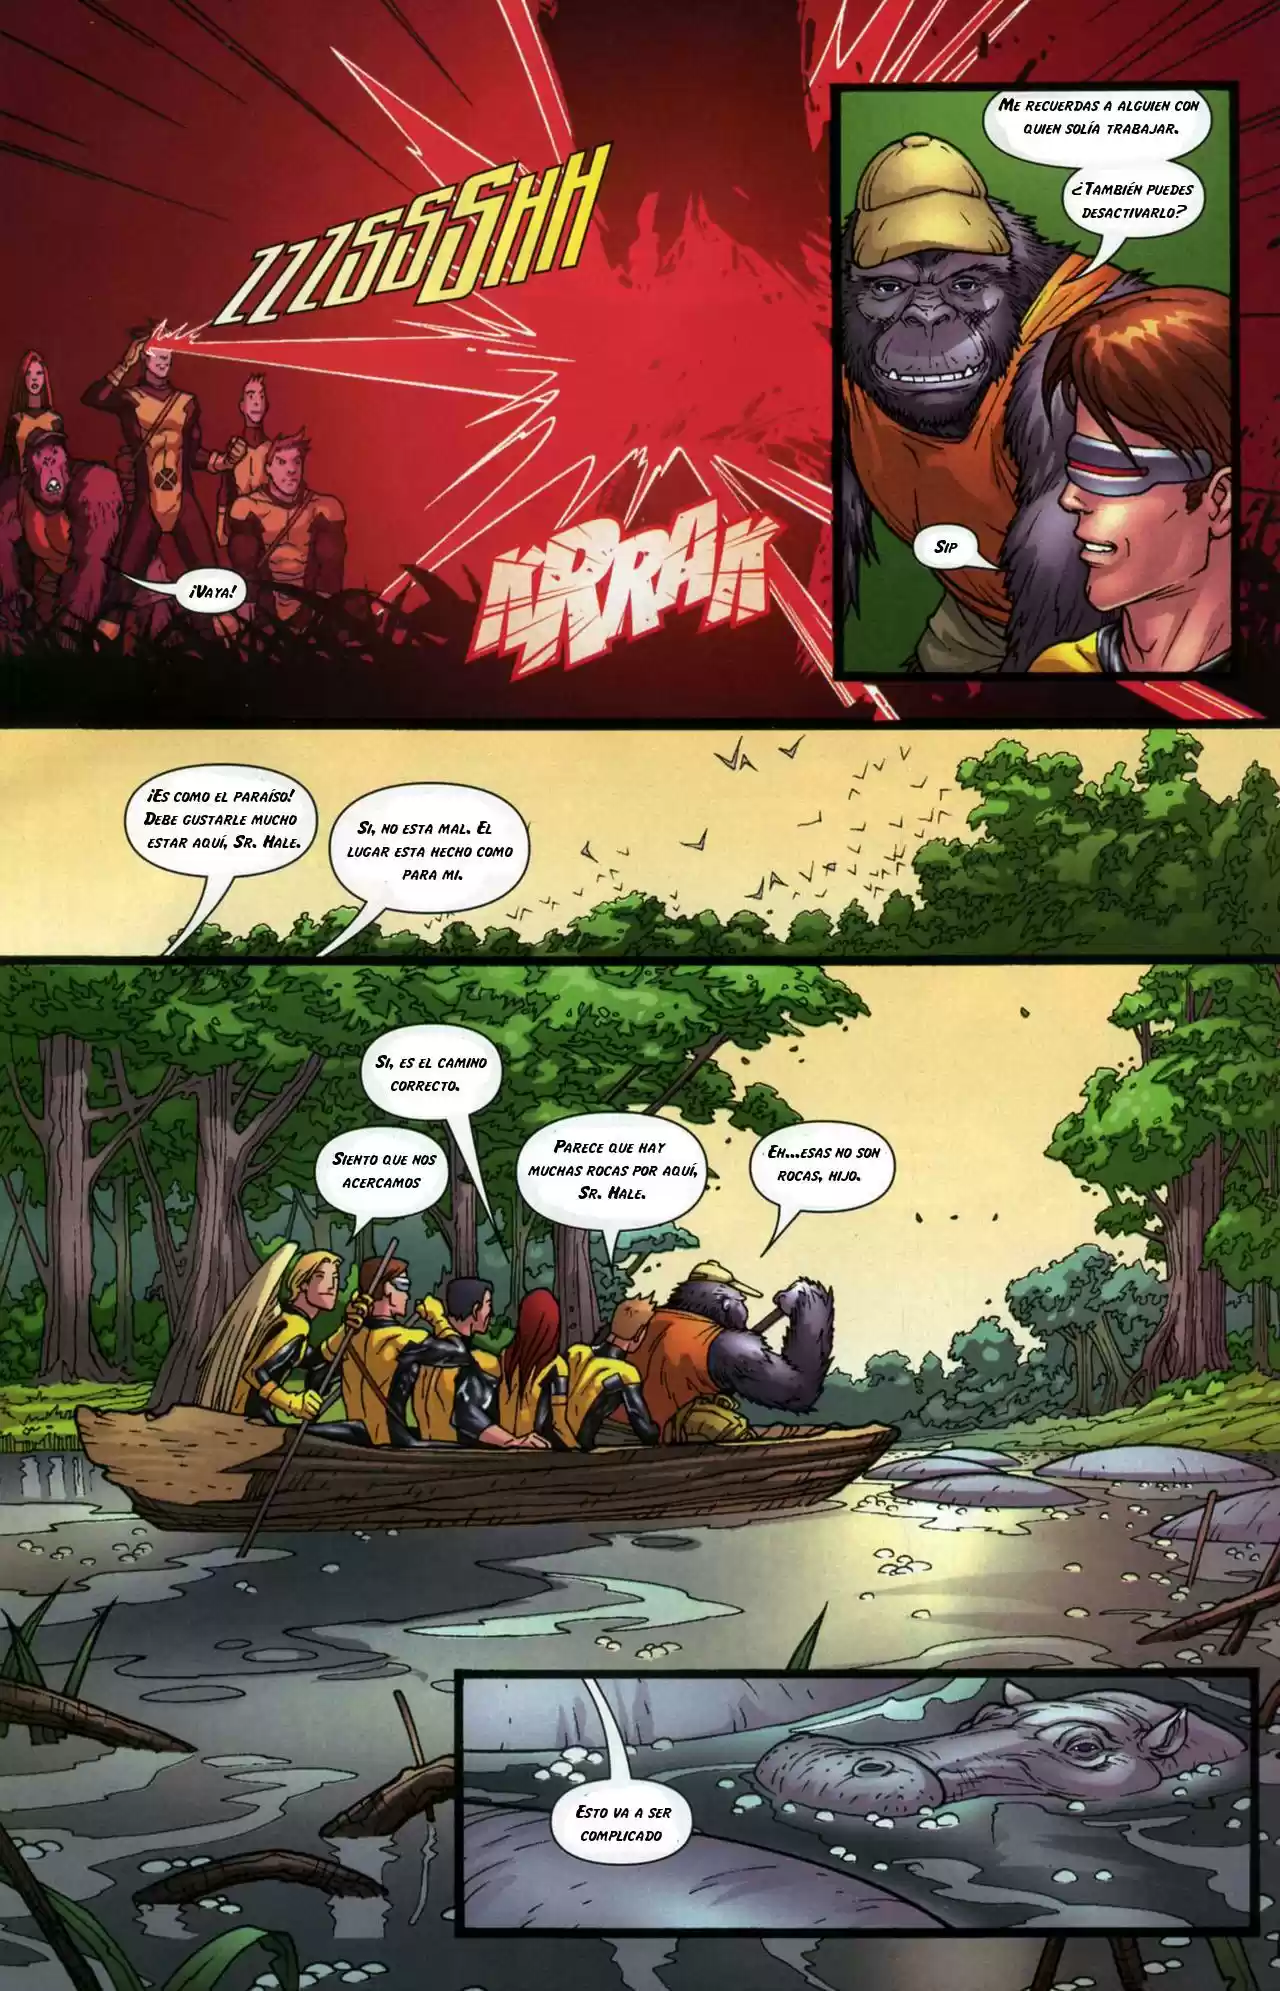 ZZZSSSSHH
¡VAYA!
KRRRAK
ME RECUERDAS A ALGUIEN CON
QUIEN SOLÍA TRABAJAR.
¿TAMBIÉN PUEDES
DESACTIVARLO?
SIP
¡ES COMO EL PARAÍSO!
DEBE GUSTARLE MUCHO
ESTAR AQUÍ, SR. HALE.
SI, NO ESTA MAL. EL
LUGAR ESTA HECHO COMO
PARA MI.
SIENTO QUE NOS
ACERCAMOS
SI, ES EL CAMINO
CORRECTO.
PARECE QUE HAY
MUCHAS ROCAS POR AQUÍ,
SR. HALE.
EH...ESAS NO SON
ROCAS, HIJO.
ESTO VA A SER
COMPLICADO